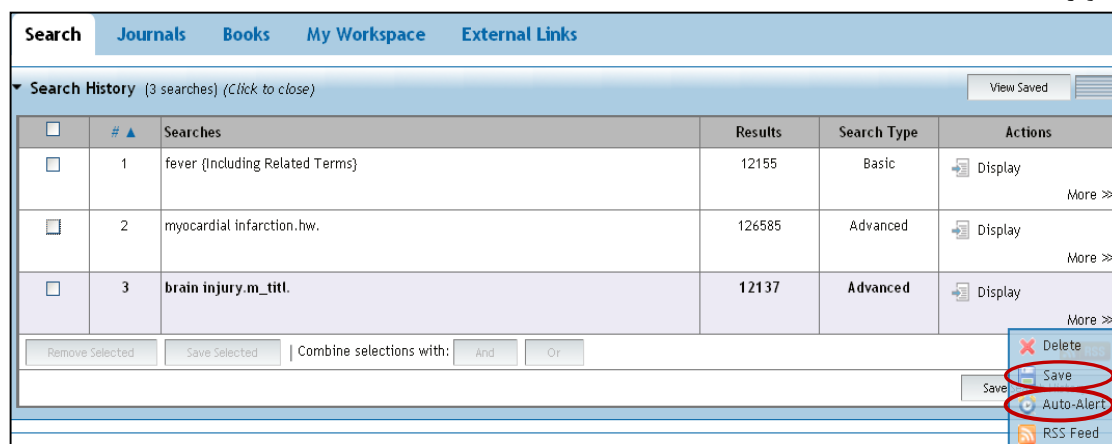 Search Journals Books My Workspace External Links
Search History (3 searches) (Click to close)
View Saved
# ▲ Searches Results Search Type Actions
1 fever {Including Related Terms} 12155 Basic Display
More ≫
2 myocardial infarction.hw. 126585 Advanced Display
More ≫
3 brain injury.m_titl. 12137 Advanced Display
More ≫
Remove Selected Save Selected | Combine selections with: And Or
Delete
Save
Save
Auto-Alert
RSS Feed